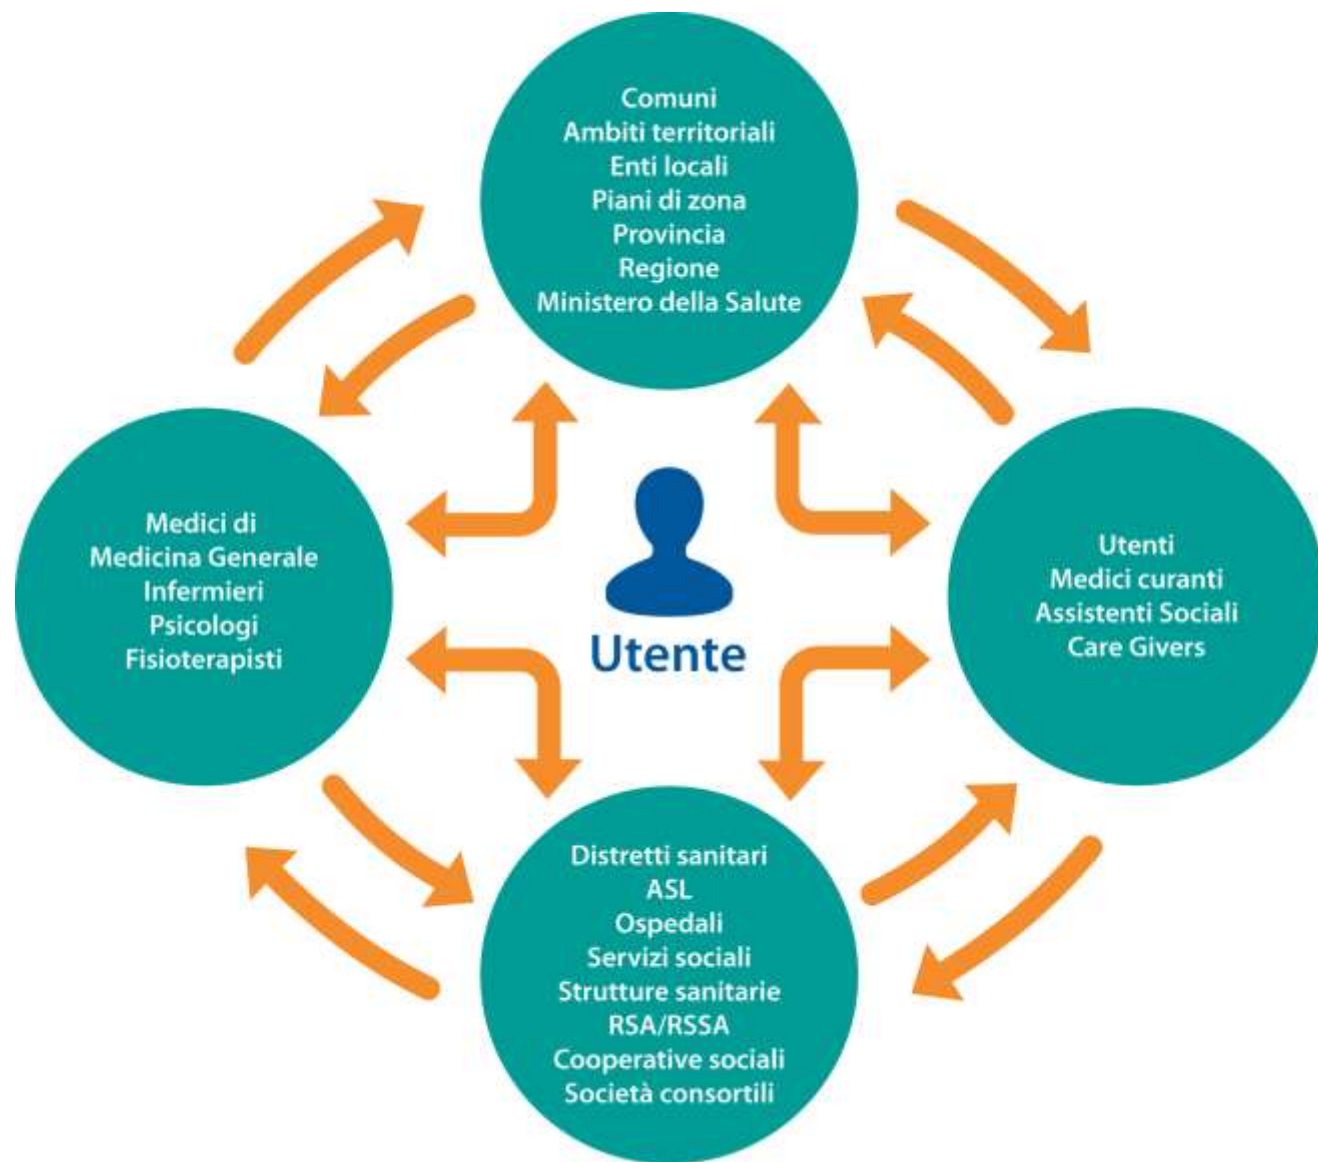 Comuni
Ambiti territoriali
Enti locali
Piani di zona
Provincia
Regione
Ministero della Salute
Medici di
Medicina Generale
Infermieri
Psicologi
Fisioterapisti
Utente
Utenti
Medici curanti
Assistenti Sociali
Care Givers
Distretti sanitari
ASL
Ospedali
Servizi sociali
Strutture sanitarie
RSA/RSSA
Cooperative sociali
Società consortili